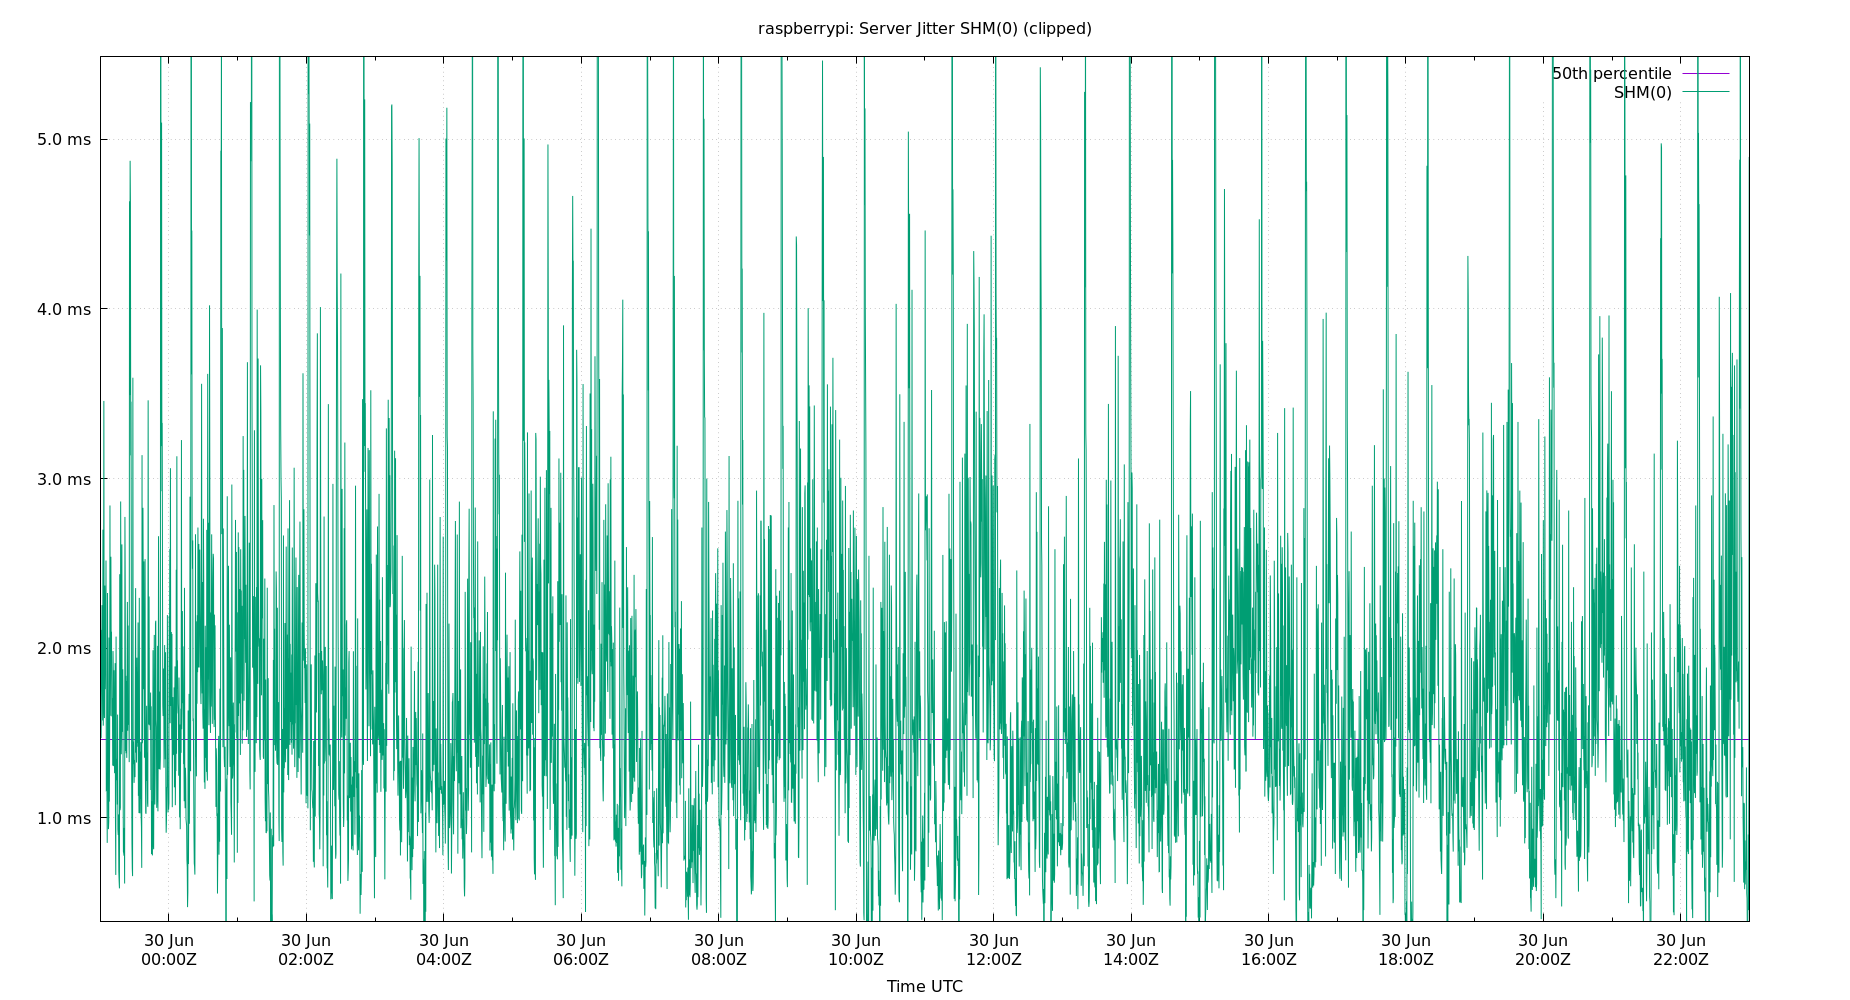 raspberrypi: Server Jitter SHM(0) (clipped)
50th percentile
SHM(0)
5.0 ms
4.0 ms
3.0 ms
2.0 ms
1.0 ms
30 Jun 30 Jun 30 Jun 30 Jun 30 Jun 30 Jun 30 Jun 30 Jun 30 Jun 30 Jun 30 Jun 30 Jun
00:00Z 02:00Z 04:00Z 06:00Z 08:00Z 10:00Z 12:00Z 14:00Z 16:00Z 18:00Z 20:00Z 22:00Z
Time UTC